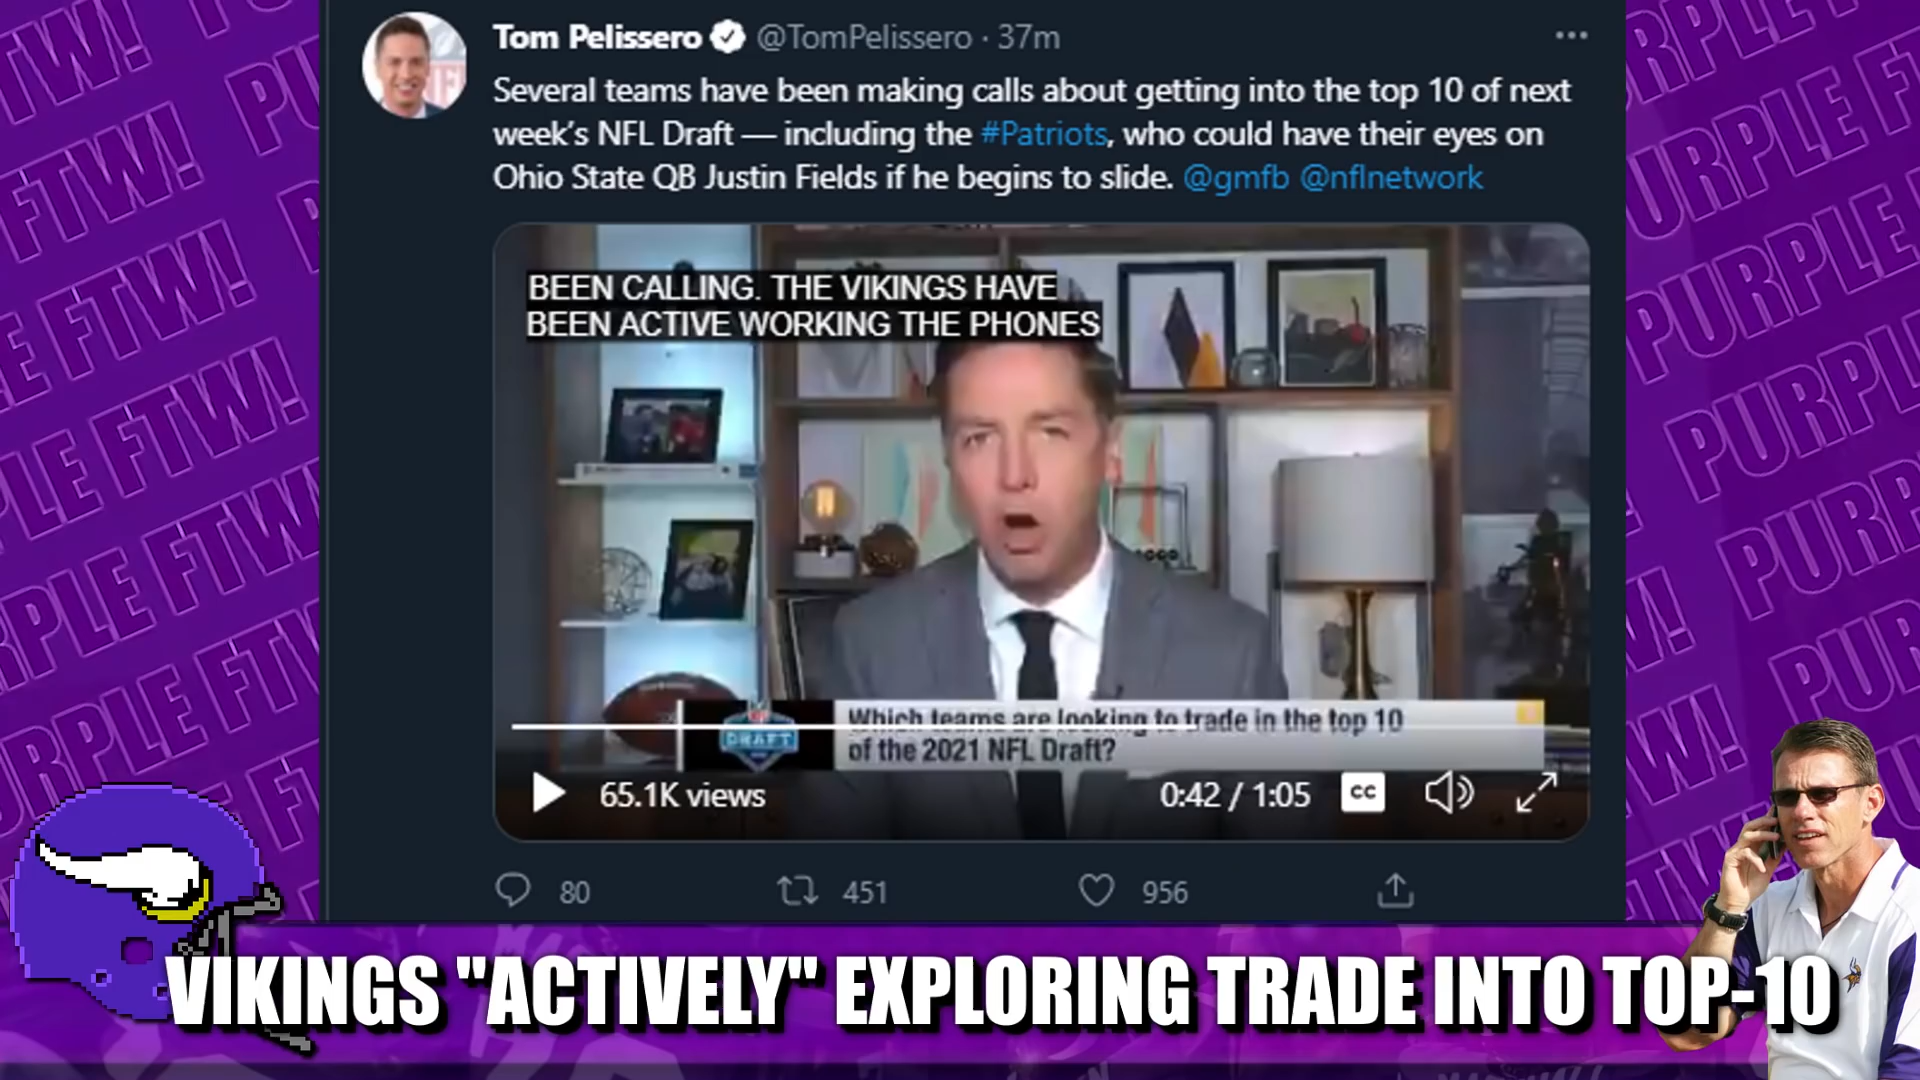 Tom Pelissero @TomPelissero · 37m
Several teams have been making calls about getting into the top 10 of next
week's NFL Draft — including the #Patriots, who could have their eyes on
Ohio State QB Justin Fields if he begins to slide. @gmfb @nflnetwork
BEEN CALLING. THE VIKINGS HAVE
BEEN ACTIVE WORKING THE PHONES
DRAFT
Which teams are looking to trade in the top 10
of the 2021 NFL Draft?
65.1K views
0:42 / 1:05
CC
80
451
956
VIKINGS "ACTIVELY" EXPLORING TRADE INTO TOP-10
PURPLE FTW!